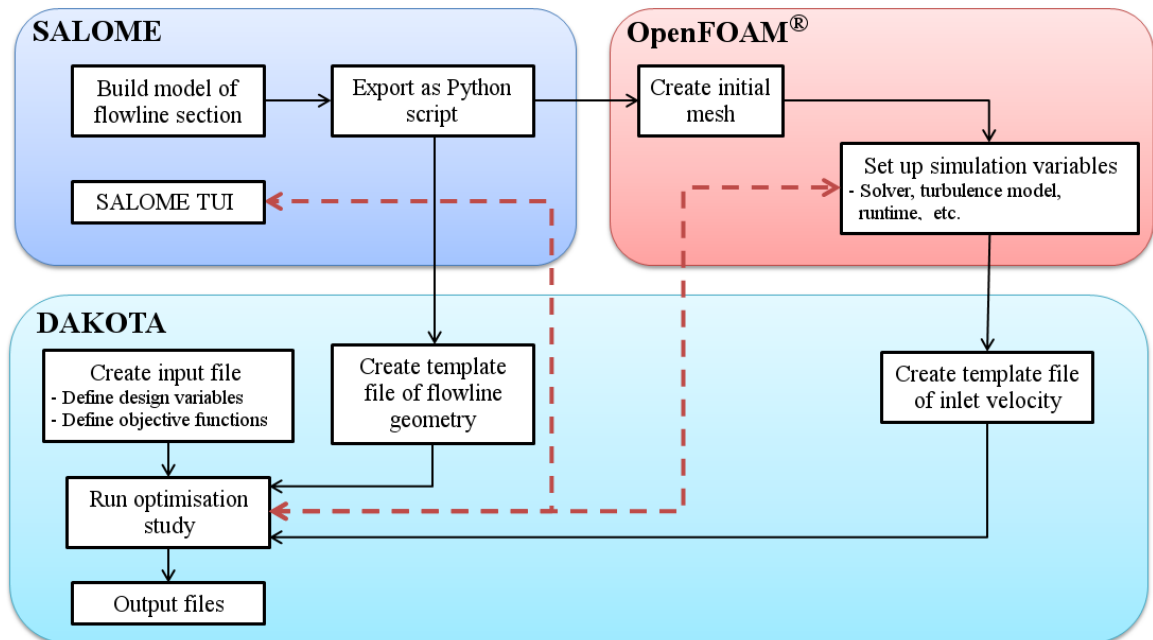 SALOME
Build model of
flowline section
Export as Python
script
SALOME TUI
OpenFOAM®
Create initial
mesh
Set up simulation variables
- Solver, turbulence model,
runtime, etc.
DAKOTA
Create input file
- Define design variables
- Define objective functions
Create template
file of flowline
geometry
Create template file
of inlet velocity
Run optimisation
study
Output files